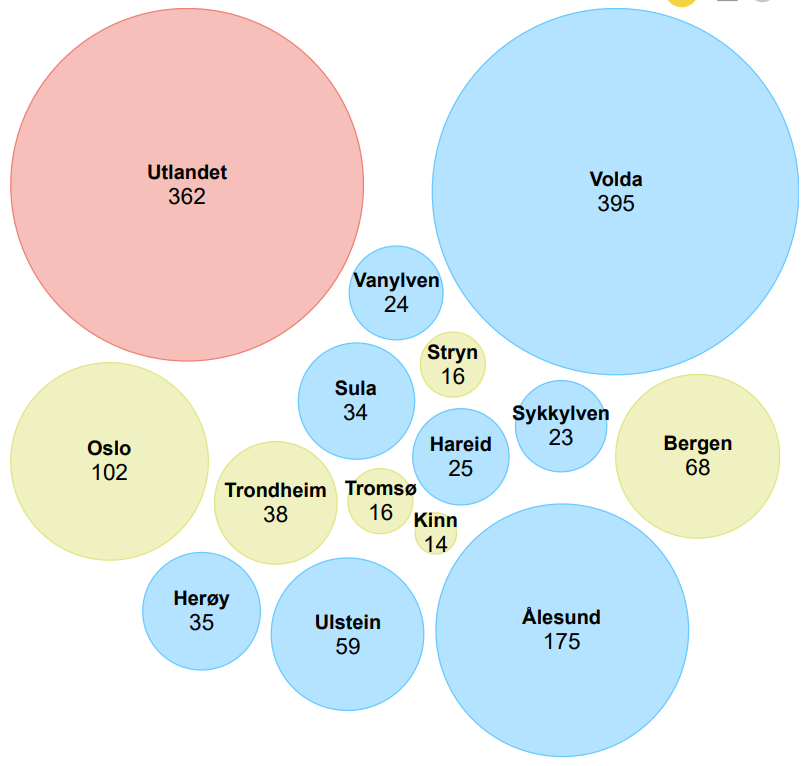 Utlandet
362
Volda
395
Vanylven
24
Stryn
16
Sula
34
Sykkylven
23
Hareid
25
Bergen
68
Oslo
102
Trondheim
38
Tromsø
16
Kinn
14
Herøy
35
Ulstein
59
Ålesund
175